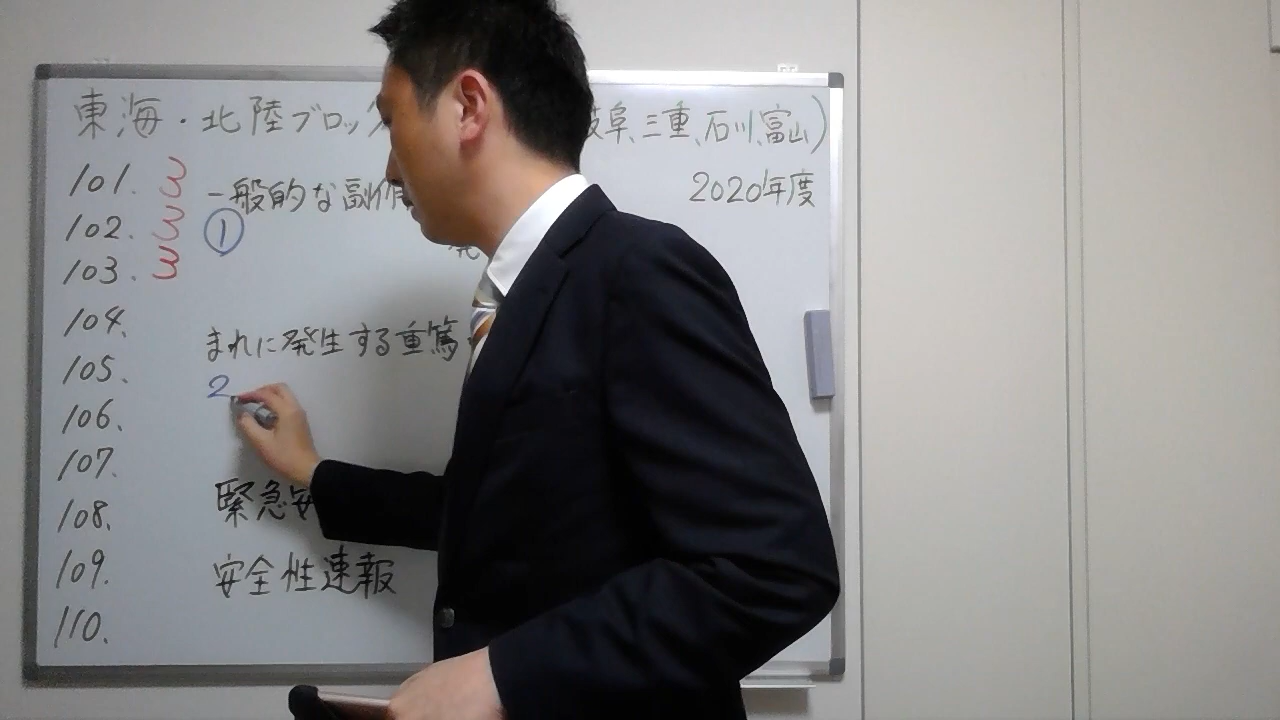 東海・北陸ブロック 岐阜、三重、石川、富山)
101. 3 一般的な副作 2020年度
102. 3 ①
発
103. 3
104. まれに発生する重篤
105. 2
106.
107.
108. 緊急安
109. 安全性速報
110.